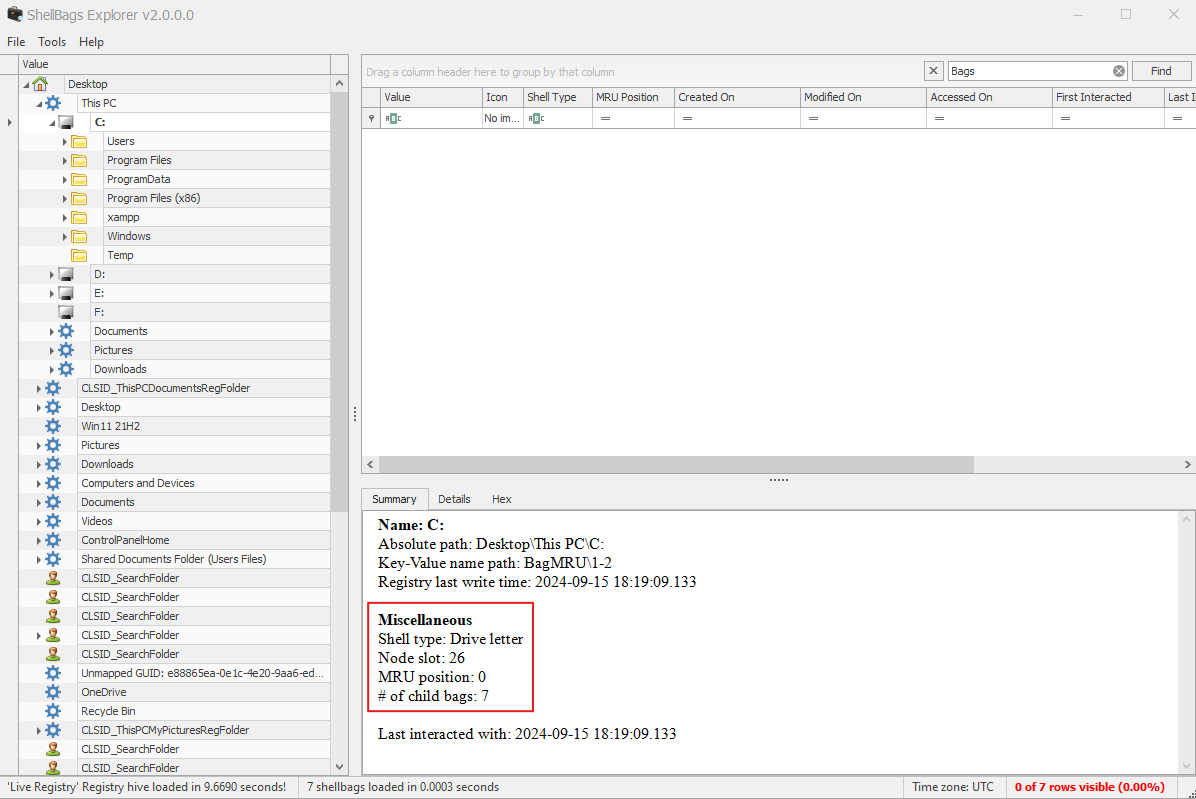 ShellBags Explorer v2.0.0.0
File Tools Help
Value
Desktop
This PC
C:
Users
Program Files
ProgramData
Program Files (x86)
xampp
Windows
Temp
D:
E:
F:
Documents
Pictures
Downloads
CLSID_ThisPCDocumentsRegFolder
Desktop
Win11 21H2
Pictures
Downloads
Computers and Devices
Documents
Videos
ControlPanelHome
Shared Documents Folder (Users Files)
CLSID_SearchFolder
CLSID_SearchFolder
CLSID_SearchFolder
CLSID_SearchFolder
CLSID_SearchFolder
Unmapped GUID: e88865ea-0e1c-4e20-9aa6-ed...
OneDrive
Recycle Bin
CLSID_ThisPCMyPicturesRegFolder
CLSID_SearchFolder
CLSID_SearchFolder
Drag a column header here to group by that column
Bags
Find
Value Icon Shell Type MRU Position Created On Modified On Accessed On First Interacted Last I
ABC No im... ABC = = = = = =
Summary Details Hex
Name: C:
Absolute path: Desktop\This PC\C:
Key-Value name path: BagMRU\1-2
Registry last write time: 2024-09-15 18:19:09.133
Miscellaneous
Shell type: Drive letter
Node slot: 26
MRU position: 0
# of child bags: 7
Last interacted with: 2024-09-15 18:19:09.133
'Live Registry' Registry hive loaded in 9.6690 seconds! 7 shellbags loaded in 0.0003 seconds Time zone: UTC 0 of 7 rows visible (0.00%)